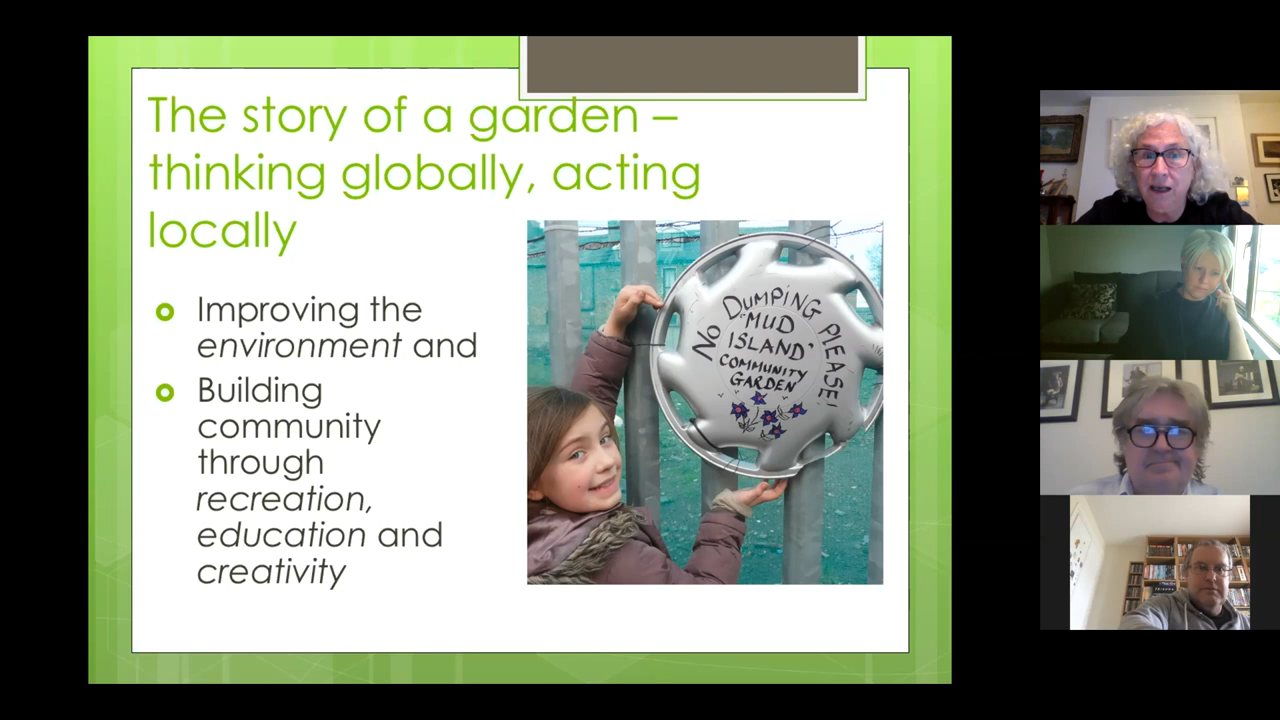 The story of a garden –
thinking globally, acting
locally
Improving the
environment and
Building
community
through
recreation,
education and
creativity
NO DUMPING PLEASE!
"MUD
ISLAND"
COMMUNITY
GARDEN